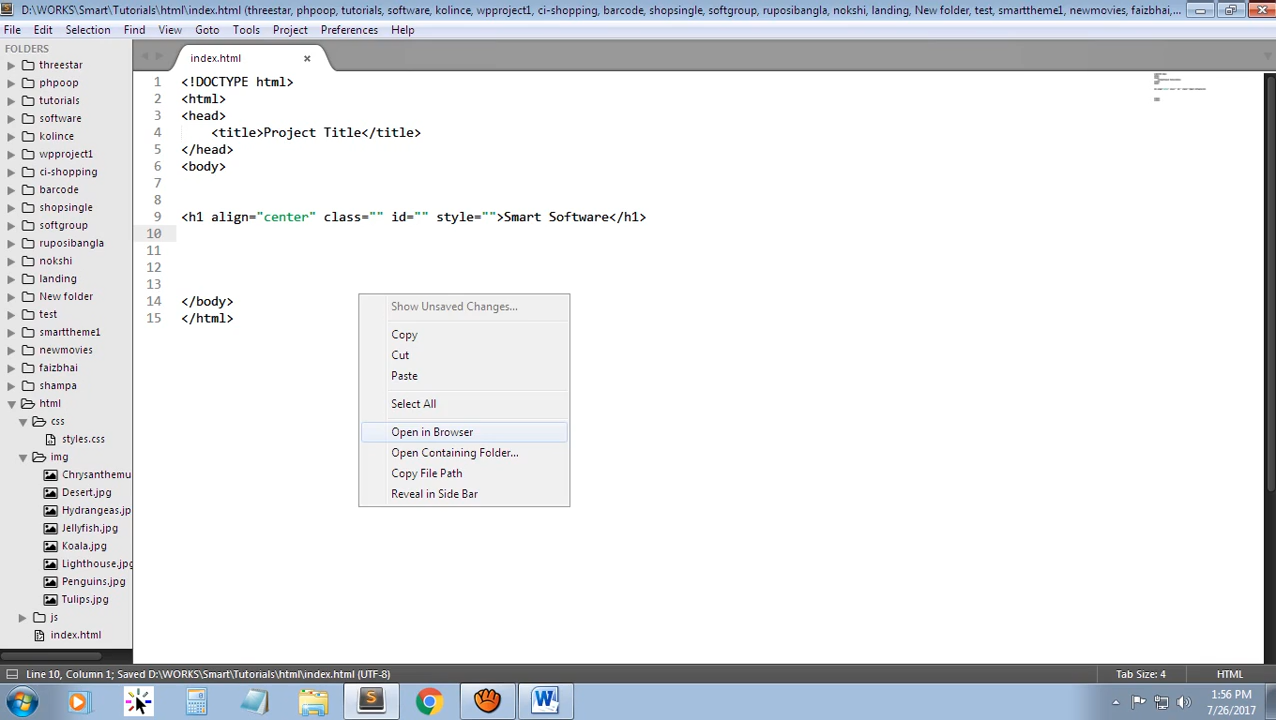 D:\WORKS\Smart\Tutorials\html\index.html (threestar, phpoop, tutorials, software, kolince, wpproject1, ci-shopping, barcode, shopsingle, softgroup, ruposibangla, nokshi, landing, New folder, test, smarttheme1, newmovies, faizbhai,...
File Edit Selection Find View Goto Tools Project Preferences Help
FOLDERS
threestar
phpoop
tutorials
software
kolince
wpproject1
ci-shopping
barcode
shopsingle
softgroup
ruposibangla
nokshi
landing
New folder
test
smarttheme1
newmovies
faizbhai
shampa
html
css
styles.css
img
Chrysanthemu
Desert.jpg
Hydrangeas.jp
Jellyfish.jpg
Koala.jpg
Lighthouse.jpg
Penguins.jpg
Tulips.jpg
js
index.html
index.html ×
1 <!DOCTYPE html>
2 <html>
3 <head>
4 <title>Project Title</title>
5 </head>
6 <body>
7
8
9 <h1 align="center" class="" id="" style="">Smart Software</h1>
10
11
12
13
14 </body>
15 </html>
Show Unsaved Changes...
Copy
Cut
Paste
Select All
Open in Browser
Open Containing Folder...
Copy File Path
Reveal in Side Bar
Line 10, Column 1; Saved D:\WORKS\Smart\Tutorials\html\index.html (UTF-8) Tab Size: 4 HTML
1:56 PM
7/26/2017